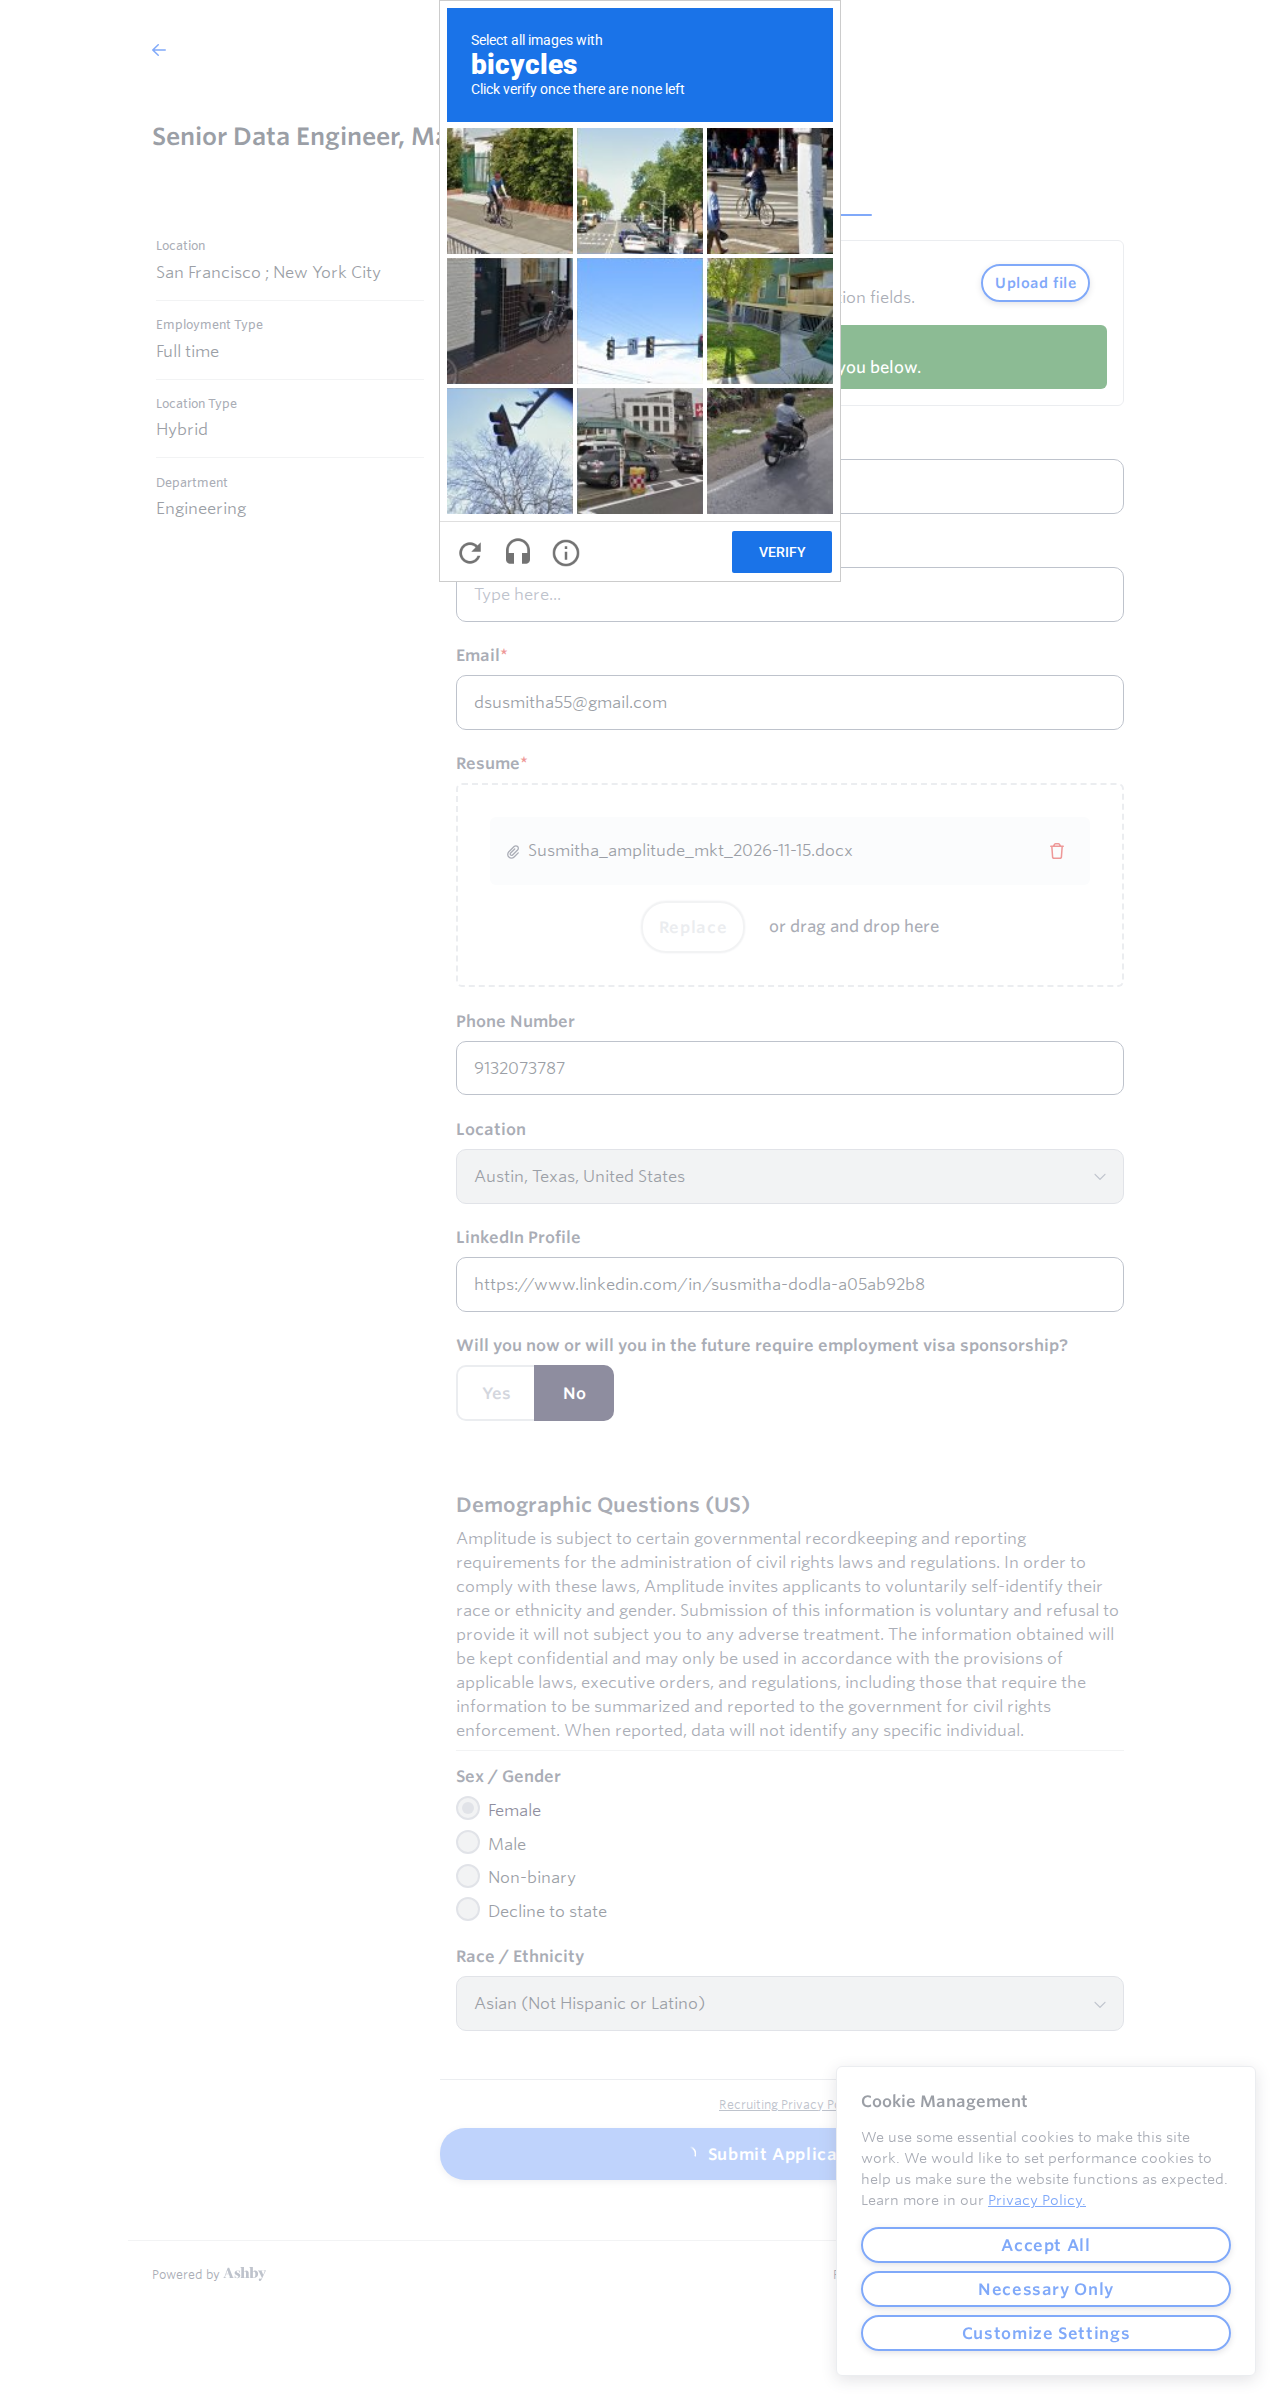 Select all images with
bicycles
Click verify once there are none left
Senior Data Engineer, Ma
Location
San Francisco ; New York City
Employment Type
Full time
Location Type
Hybrid
Department
Engineering
Upload file
ion fields.
you below.
VERIFY
Type here...
Email*
dsusmitha55@gmail.com
Resume*
Susmitha_amplitude_mkt_2026-11-15.docx
Replace or drag and drop here
Phone Number
9132073787
Location
Austin, Texas, United States
LinkedIn Profile
https://www.linkedin.com/in/susmitha-dodla-a05ab92b8
Will you now or will you in the future require employment visa sponsorship?
Yes No
Demographic Questions (US)
Amplitude is subject to certain governmental recordkeeping and reporting
requirements for the administration of civil rights laws and regulations. In order to
comply with these laws, Amplitude invites applicants to voluntarily self-identify their
race or ethnicity and gender. Submission of this information is voluntary and refusal to
provide it will not subject you to any adverse treatment. The information obtained will
be kept confidential and may only be used in accordance with the provisions of
applicable laws, executive orders, and regulations, including those that require the
information to be summarized and reported to the government for civil rights
enforcement. When reported, data will not identify any specific individual.
Sex / Gender
Female
Male
Non-binary
Decline to state
Race / Ethnicity
Asian (Not Hispanic or Latino)
Recruiting Privacy Po
Submit Applica
Powered by Ashby
Cookie Management
We use some essential cookies to make this site
work. We would like to set performance cookies to
help us make sure the website functions as expected.
Learn more in our Privacy Policy.
Accept All
Necessary Only
Customize Settings